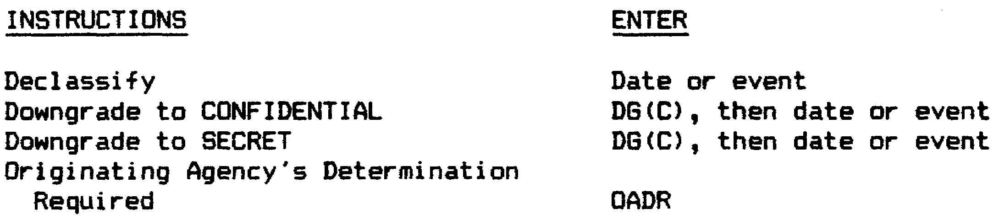 INSTRUCTIONS ENTER
Declassify Date or event
Downgrade to CONFIDENTIAL DG(C), then date or event
Downgrade to SECRET DG(C), then date or event
Originating Agency's Determination
Required OADR